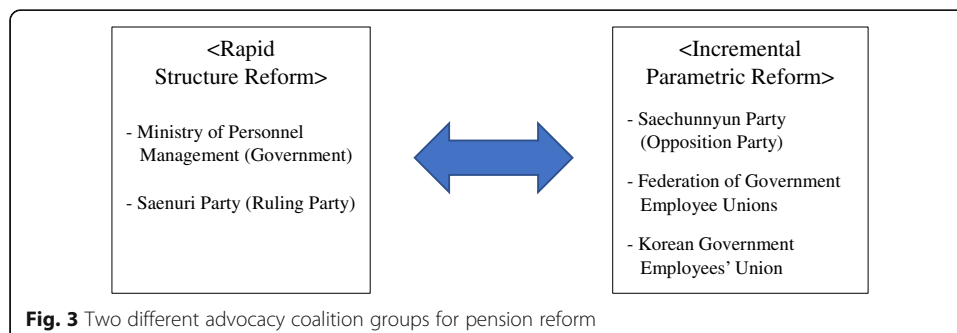 <Rapid
Structure Reform>
- Ministry of Personnel
Management (Government)
- Saenuri Party (Ruling Party)
<Incremental
Parametric Reform>
- Saechunnyun Party
(Opposition Party)
- Federation of Government
Employee Unions
- Korean Government
Employees’ Union
Fig. 3 Two different advocacy coalition groups for pension reform